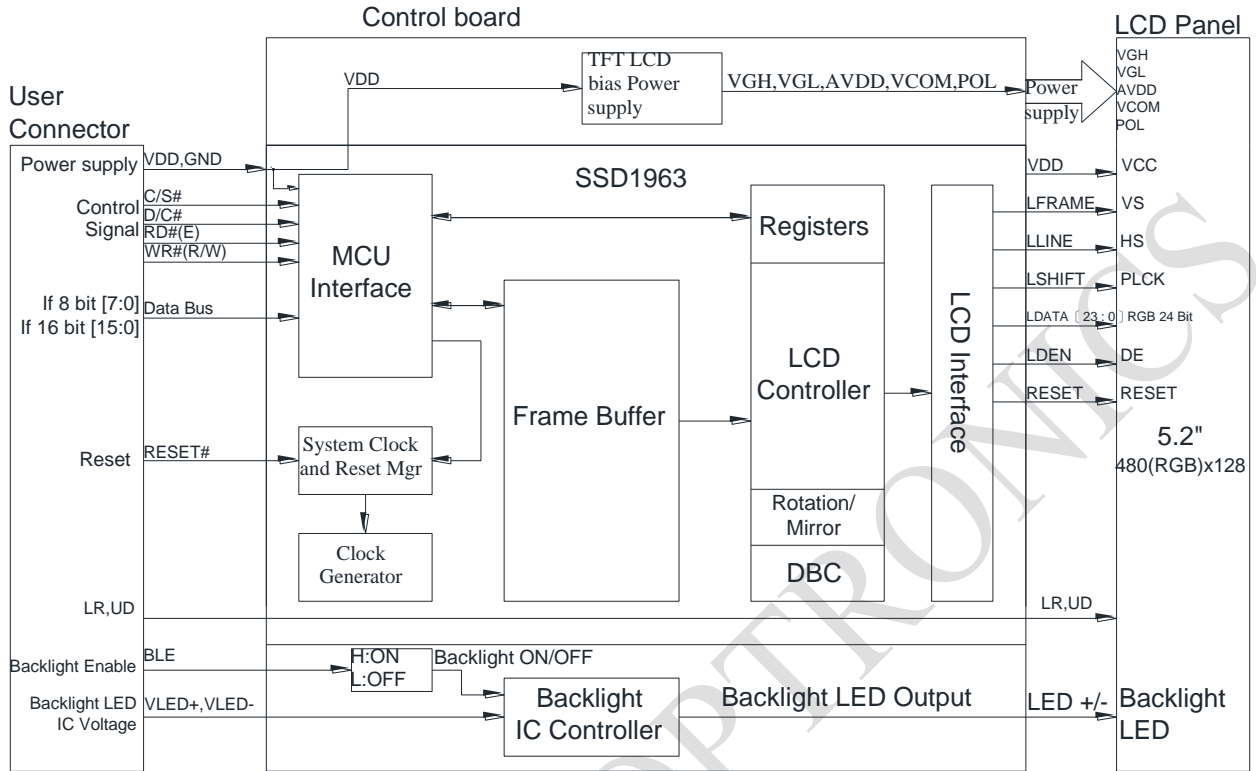 Control board
LCD Panel
User
Connector
TFT LCD
bias Power
supply
VDD
VGH,VGL,AVDD,VCOM,POL
Power
supply
VGH
VGL
AVDD
VCOM
POL
Power supply
VDD,GND
Control
Signal
C/S#
D/C#
RD#(E)
WR#(R/W)
If 8 bit [7:0]
If 16 bit [15:0]
Data Bus
Reset
RESET#
SSD1963
MCU
Interface
System Clock
and Reset Mgr
Clock
Generator
Frame Buffer
Registers
LCD
Controller
Rotation/
Mirror
DBC
LCD Interface
VDD
VCC
LFRAME
VS
LLINE
HS
LSHIFT
PLCK
LDATA [23:0] RGB 24 Bit
LDEN
DE
RESET
RESET
5.2"
480(RGB)x128
LR,UD
LR,UD
Backlight Enable
BLE
H:ON
L:OFF
Backlight ON/OFF
Backlight LED
IC Voltage
VLED+,VLED-
Backlight
IC Controller
Backlight LED Output
LED +/-
Backlight
LED
OPTRONICS